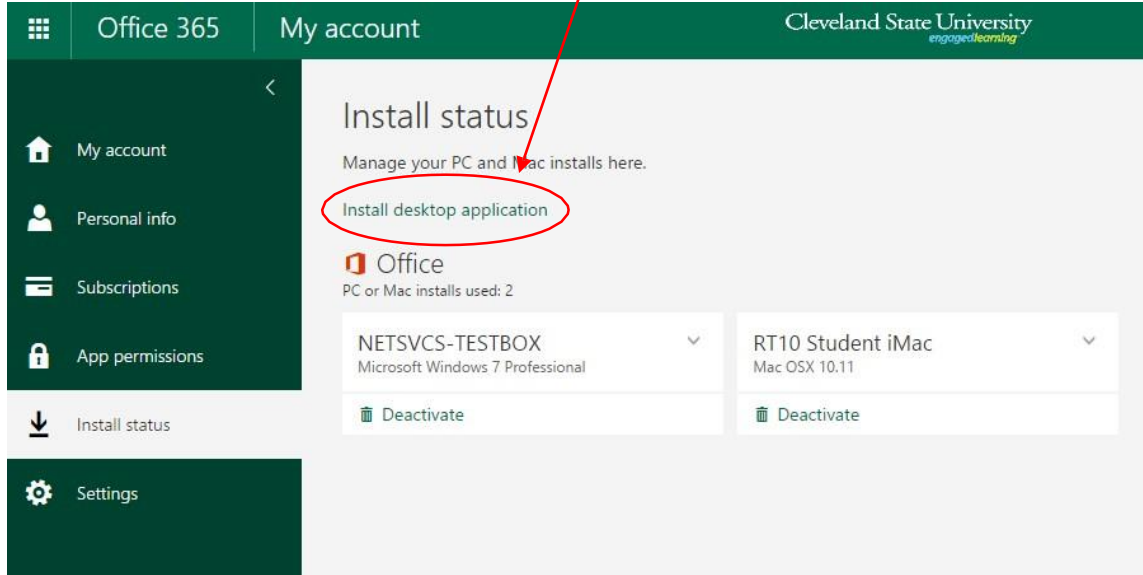 Office 365
My account
Cleveland State University
engagedlearning
My account
Personal info
Subscriptions
App permissions
Install status
Settings
Install status
Manage your PC and Mac installs here.
Install desktop application
Office
PC or Mac installs used: 2
NETSVCS-TESTBOX
Microsoft Windows 7 Professional
Deactivate
RT10 Student iMac
Mac OSX 10.11
Deactivate